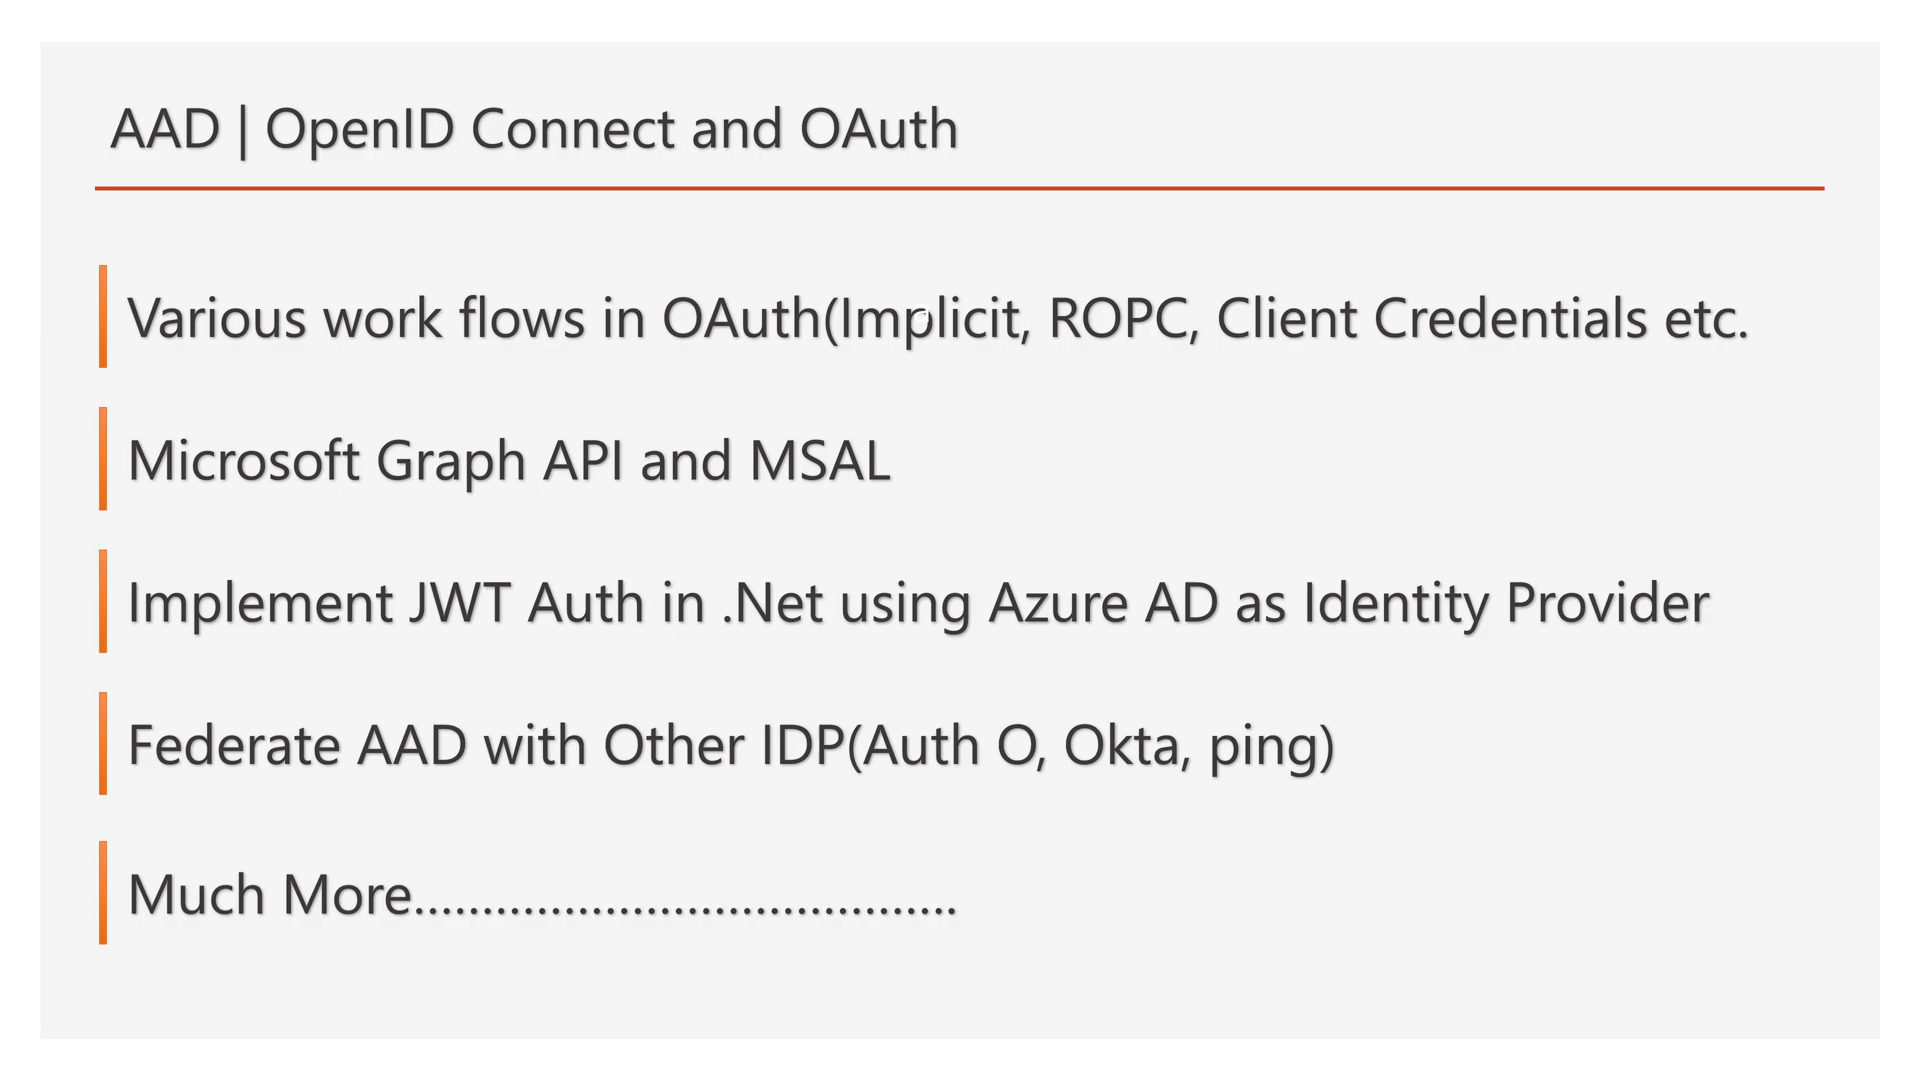 AAD | OpenID Connect and OAuth
Various work flows in OAuth(Implicit, ROPC, Client Credentials etc.
Microsoft Graph API and MSAL
Implement JWT Auth in .Net using Azure AD as Identity Provider
Federate AAD with Other IDP(Auth O, Okta, ping)
Much More........................................